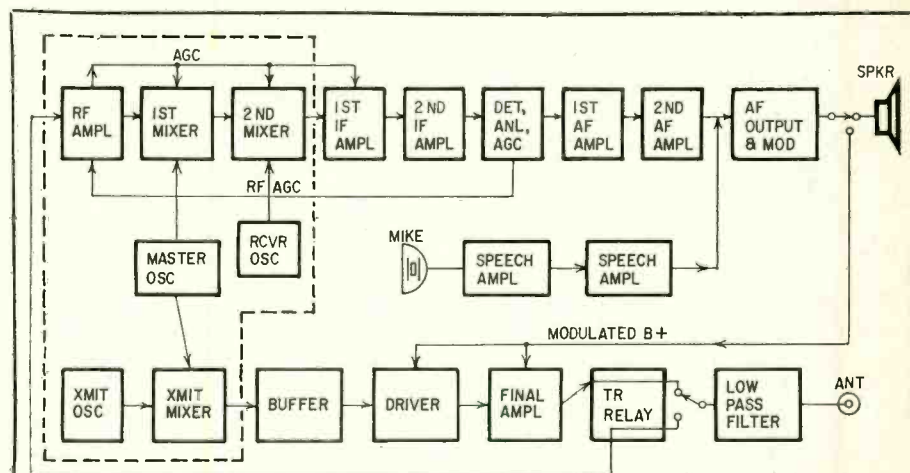 AGC
SPKR
RF
AMPL
1ST
MIXER
2ND
MIXER
1ST
IF
AMPL
2ND
IF AMPL
DET,
ANL,
AGC
1ST
AF
AMPL
2ND
AF AMPL
AF
OUTPUT
& MOD
RF AGC
MASTER
OSC
RCVR
OSC
MIKE
SPEECH
AMPL
SPEECH
AMPL
MODULATED B+
XMIT
OSC
XMIT
MIXER
BUFFER
DRIVER
FINAL
AMPL
TR
RELAY
LOW
PASS
FILTER
ANT